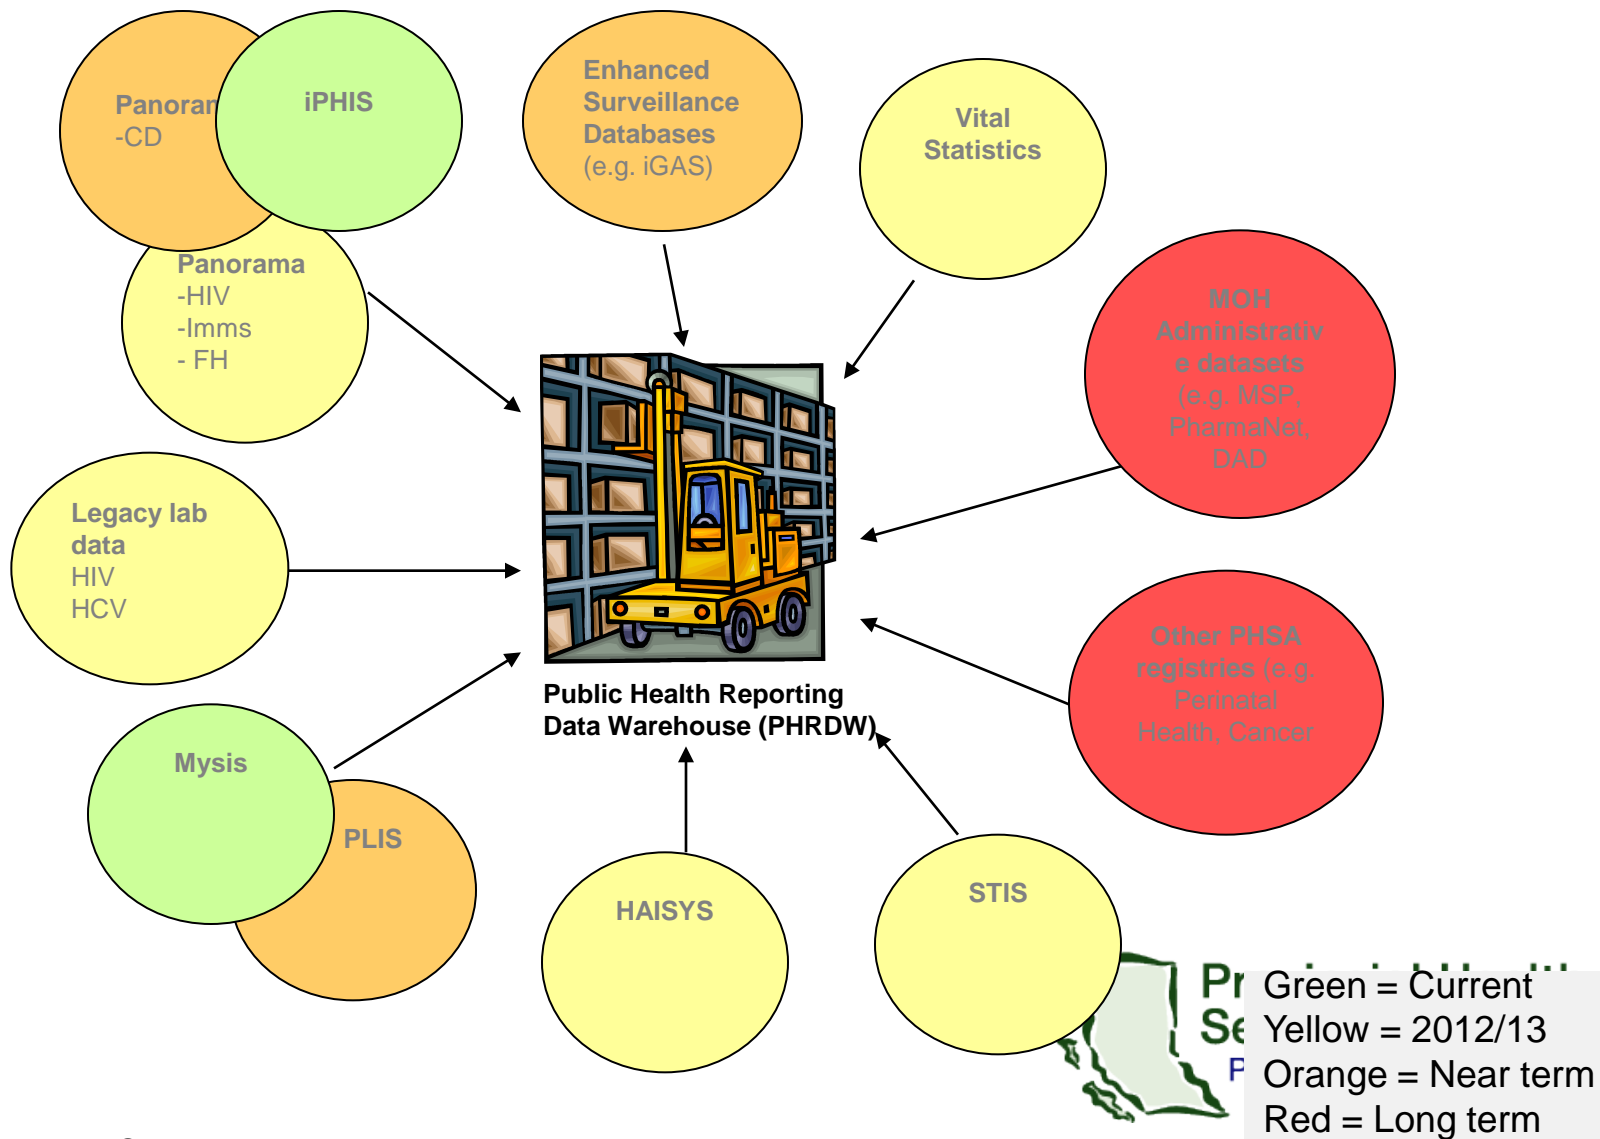 Panoram
-CD
iPHIS
Enhanced
Surveillance
Databases
(e.g. iGAS)
Vital
Statistics
Panorama
-HIV
-Imms
- FH
MOH
Administrativ
e datasets
(e.g. MSP,
PharmaNet,
DAD
Legacy lab
data
HIV
HCV
Other PHSA
registries (e.g.
Perinatal
Health, Cancer
Public Health Reporting
Data Warehouse (PHRDW)
Mysis
PLIS
HAISYS
STIS
Green = Current
Yellow = 2012/13
Orange = Near term
Red = Long term